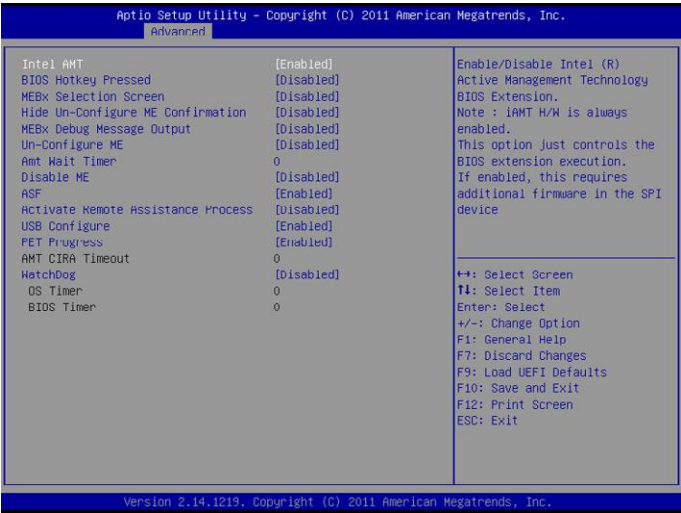 Aptio Setup Utility – Copyright (C) 2011 American Megatrends, Inc.
Advanced
Intel AMT [Enabled]
BIOS Hotkey Pressed [Disabled]
MEBx Selection Screen [Disabled]
Hide Un-Configure ME Confirmation [Disabled]
MEBx Debug Message Output [Disabled]
Un-Configure ME [Disabled]
Amt Wait Timer 0
Disable ME [Disabled]
ASF [Enabled]
Activate Remote Assistance Process [Disabled]
USB Configure [Enabled]
PET Progress [Enabled]
AMT CIRA Timeout 0
WatchDog [Disabled]
OS Timer 0
BIOS Timer 0
Enable/Disable Intel (R)
Active Management Technology
BIOS Extension.
Note : iAMT H/W is always
enabled.
This option just controls the
BIOS extension execution.
If enabled, this requires
additional firmware in the SPI
device
↔: Select Screen
↑↓: Select Item
Enter: Select
+/-: Change Option
F1: General Help
F7: Discard Changes
F9: Load UEFI Defaults
F10: Save and Exit
F12: Print Screen
ESC: Exit
Version 2.14.1219. Copyright (C) 2011 American Megatrends, Inc.